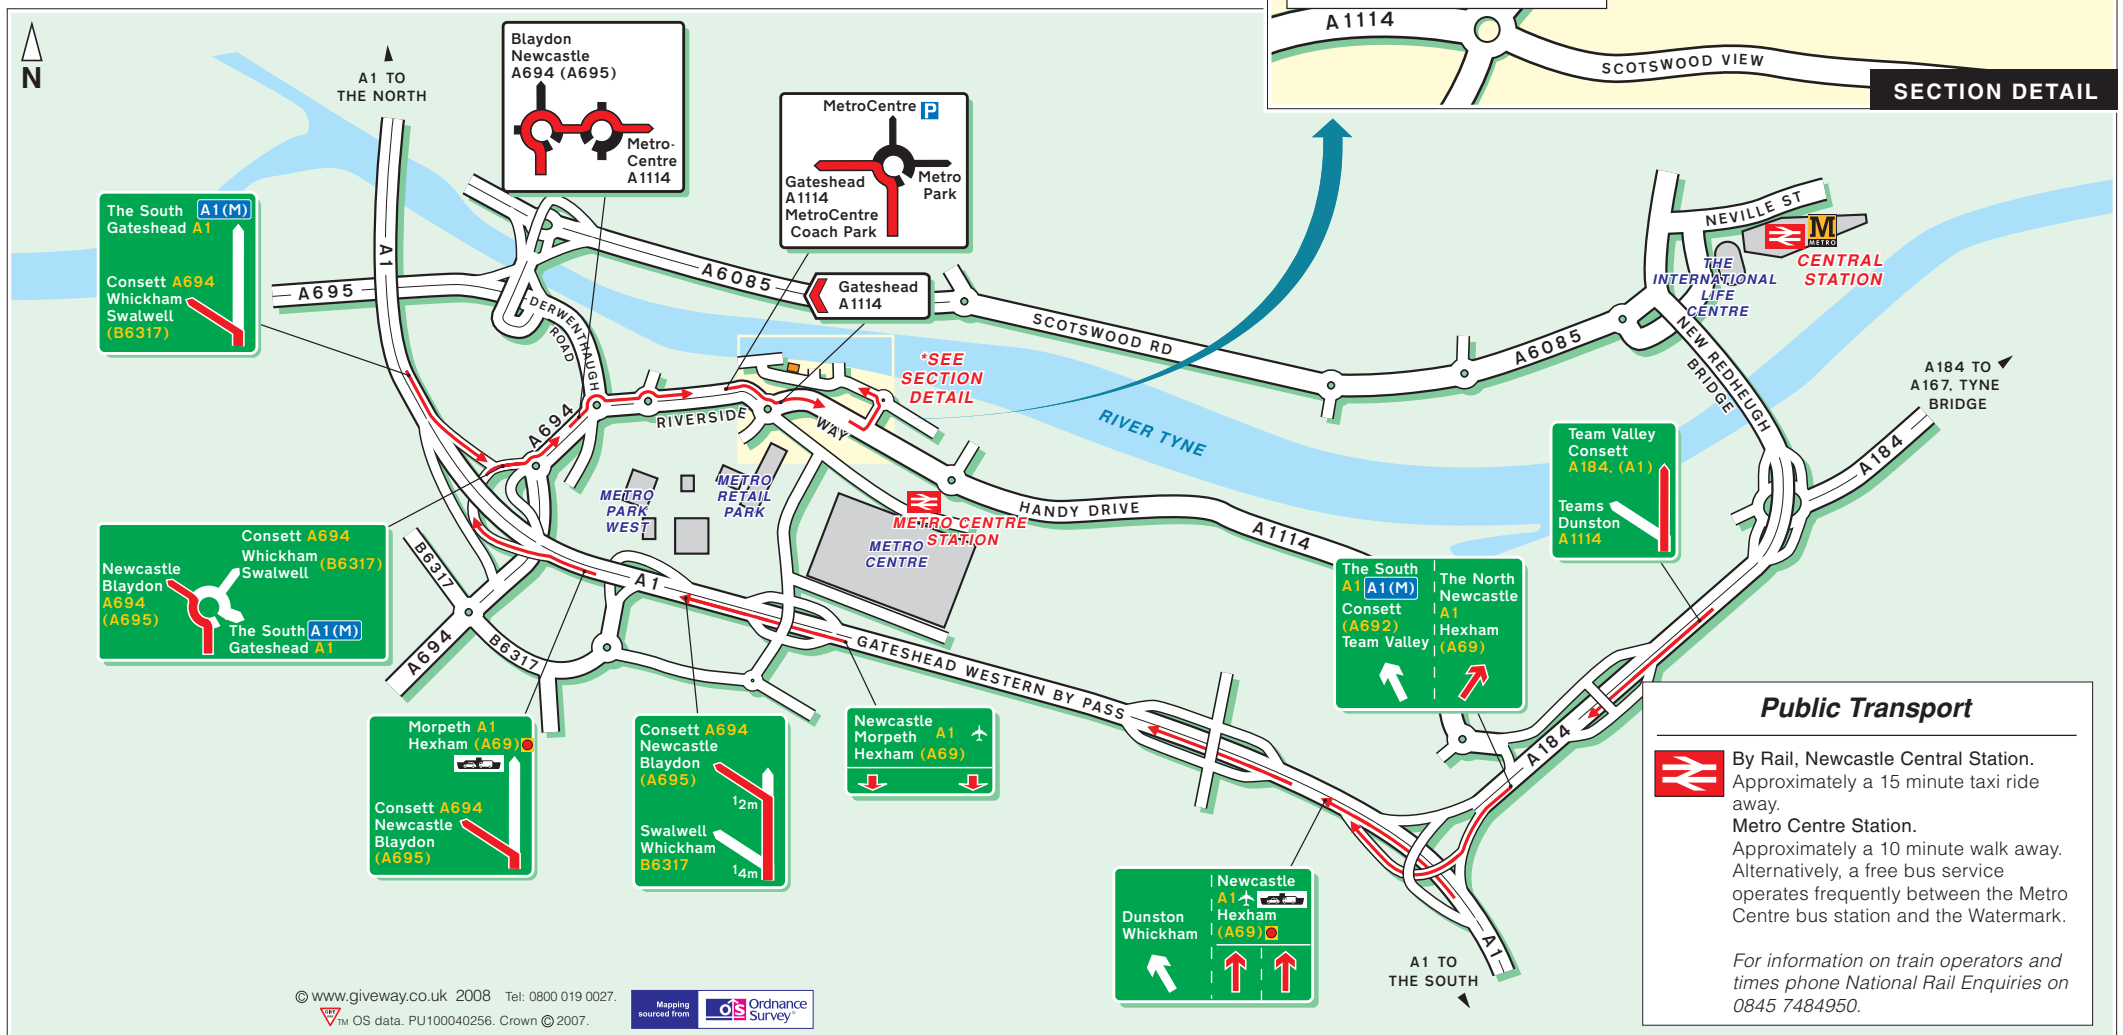 A1114
SCOTSWOOD VIEW
SECTION DETAIL
N
A1 TO
THE NORTH
Blaydon
Newcastle
A694 (A695)
Metro-
Centre
A1114
MetroCentre P
Gateshead
A1114
MetroCentre
Coach Park
Metro
Park
The South A1(M)
Gateshead A1
Consett A694
Whickham
Swalwell
(B6317)
A1
A695
A6085
Gateshead
A1114
DERWENTHAUGH
ROAD
SCOTSWOOD RD
A6085
NEVILLE ST
M
METRO
CENTRAL
STATION
THE
INTERNATIONAL
LIFE
CENTRE
NEW REDHEUGH
BRIDGE
A184 TO
A167, TYNE
BRIDGE
A184
*SEE
SECTION
DETAIL
RIVER TYNE
A694
RIVERSIDE
WAY
METRO
PARK
WEST
METRO
RETAIL
PARK
METRO CENTRE
STATION
METRO
CENTRE
HANDY DRIVE
A1114
Team Valley
Consett
A184, (A1)
Teams
Dunston
A1114
Consett A694
Whickham (B6317)
Swalwell
Newcastle
Blaydon
A694
(A695)
The South A1(M)
Gateshead A1
B6317
A694
B6317
A1
GATESHEAD WESTERN BY PASS
The South
A1 A1(M)
Consett
(A692)
Team Valley
The North
Newcastle
A1
Hexham
(A69)
A184
Morpeth A1
Hexham (A69)
Consett A694
Newcastle
Blaydon
(A695)
Consett A694
Newcastle
Blaydon
(A695)
12m
Swalwell
Whickham
B6317
14m
Newcastle
Morpeth A1
Hexham (A69)
Dunston
Whickham
Newcastle
A1
Hexham
(A69)
A1
A1 TO
THE SOUTH
Public Transport
By Rail, Newcastle Central Station.
Approximately a 15 minute taxi ride
away.
Metro Centre Station.
Approximately a 10 minute walk away.
Alternatively, a free bus service
operates frequently between the Metro
Centre bus station and the Watermark.
For information on train operators and
times phone National Rail Enquiries on
0845 7484950.
© www.giveway.co.uk 2008 Tel: 0800 019 0027.
TM OS data. PU100040256. Crown © 2007.
Mapping
sourced from
OS Ordnance
Survey®